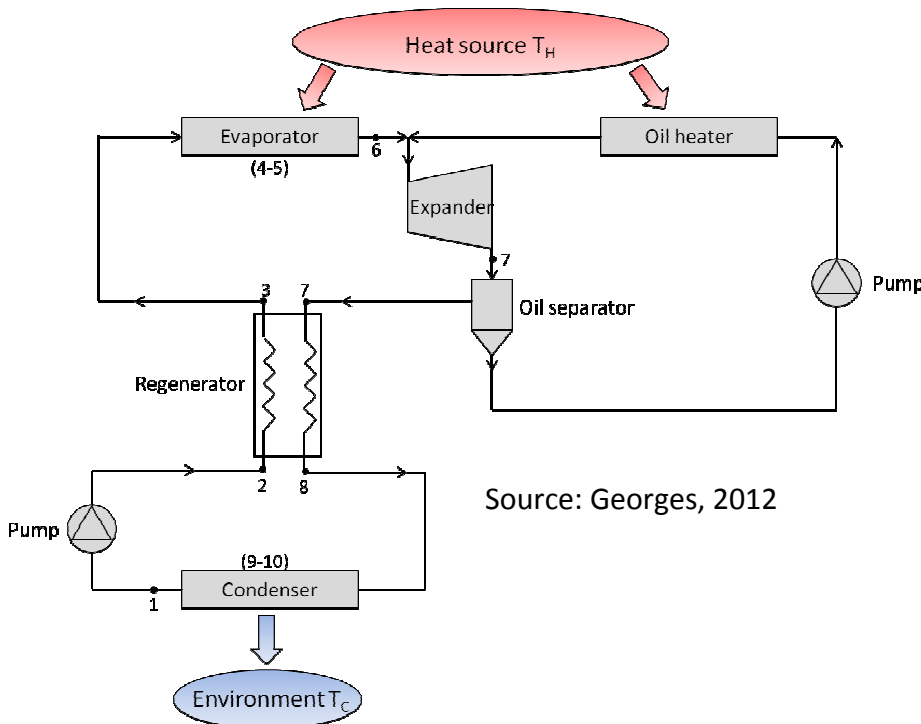 Heat source T_H
Evaporator
6
Oil heater
(4-5)
Expander
7
3
7
Oil separator
Pump
Regenerator
2
8
Source: Georges, 2012
Pump
(9-10)
Condenser
1
Environment T_C